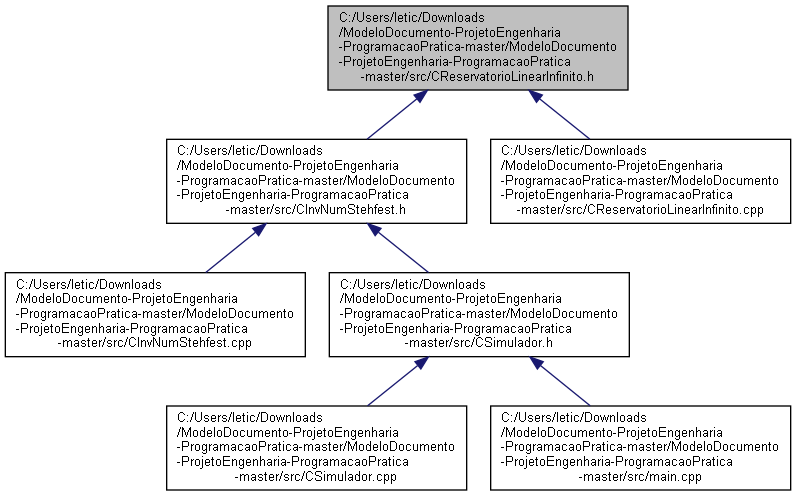 C:/Users/letic/Downloads
/ModeloDocumento-ProjetoEngenharia
-ProgramacaoPratica-master/ModeloDocumento
-ProjetoEngenharia-ProgramacaoPratica
-master/src/CReservatorioLinearInfinito.h
C:/Users/letic/Downloads
/ModeloDocumento-ProjetoEngenharia
-ProgramacaoPratica-master/ModeloDocumento
-ProjetoEngenharia-ProgramacaoPratica
-master/src/CInvNumStehfest.h
C:/Users/letic/Downloads
/ModeloDocumento-ProjetoEngenharia
-ProgramacaoPratica-master/ModeloDocumento
-ProjetoEngenharia-ProgramacaoPratica
-master/src/CReservatorioLinearInfinito.cpp
C:/Users/letic/Downloads
/ModeloDocumento-ProjetoEngenharia
-ProgramacaoPratica-master/ModeloDocumento
-ProjetoEngenharia-ProgramacaoPratica
-master/src/CInvNumStehfest.cpp
C:/Users/letic/Downloads
/ModeloDocumento-ProjetoEngenharia
-ProgramacaoPratica-master/ModeloDocumento
-ProjetoEngenharia-ProgramacaoPratica
-master/src/CSimulador.h
C:/Users/letic/Downloads
/ModeloDocumento-ProjetoEngenharia
-ProgramacaoPratica-master/ModeloDocumento
-ProjetoEngenharia-ProgramacaoPratica
-master/src/CSimulador.cpp
C:/Users/letic/Downloads
/ModeloDocumento-ProjetoEngenharia
-ProgramacaoPratica-master/ModeloDocumento
-ProjetoEngenharia-ProgramacaoPratica
-master/src/main.cpp